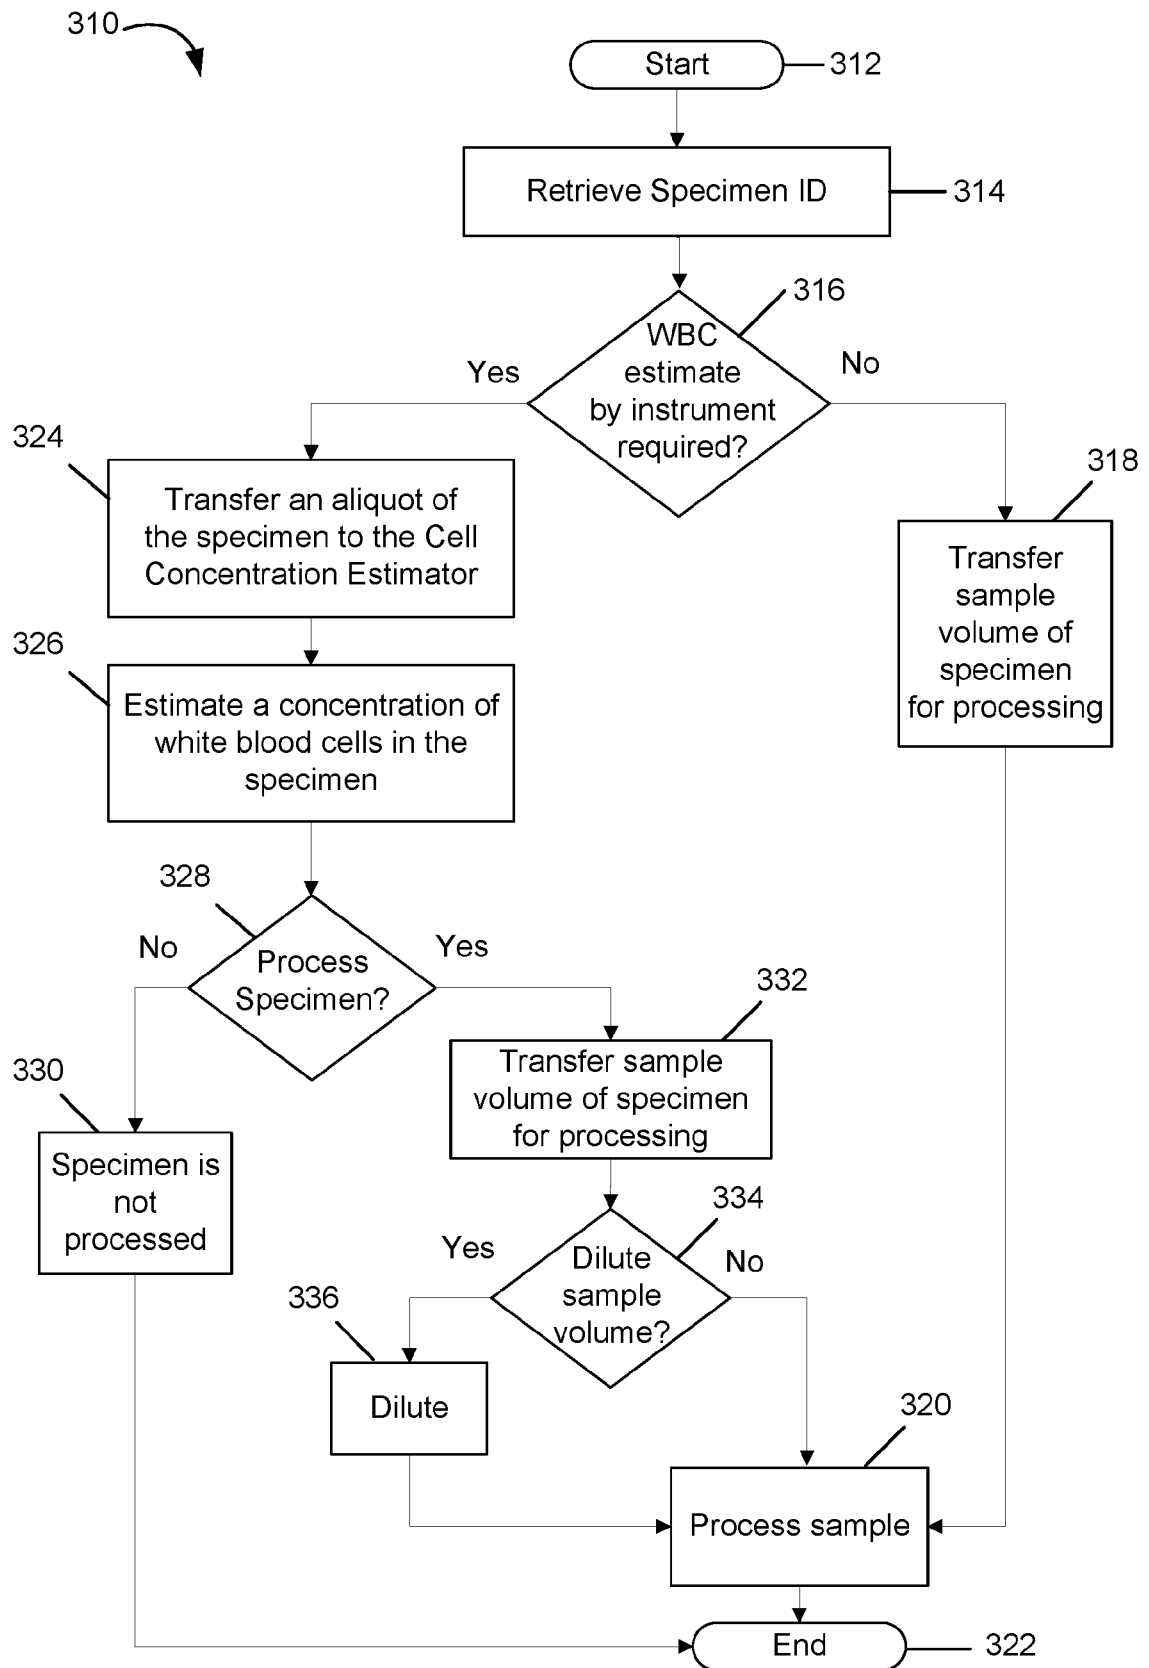 310
Start
312
Retrieve Specimen ID
314
316
WBC
estimate
by instrument
required?
Yes
No
324
Transfer an aliquot of
the specimen to the Cell
Concentration Estimator
318
Transfer
sample
volume of
specimen
for processing
326
Estimate a concentration of
white blood cells in the
specimen
328
No
Yes
Process
Specimen?
332
Transfer sample
volume of specimen
for processing
330
Specimen is
not
processed
334
Yes
No
Dilute
sample
volume?
336
Dilute
320
Process sample
End
322